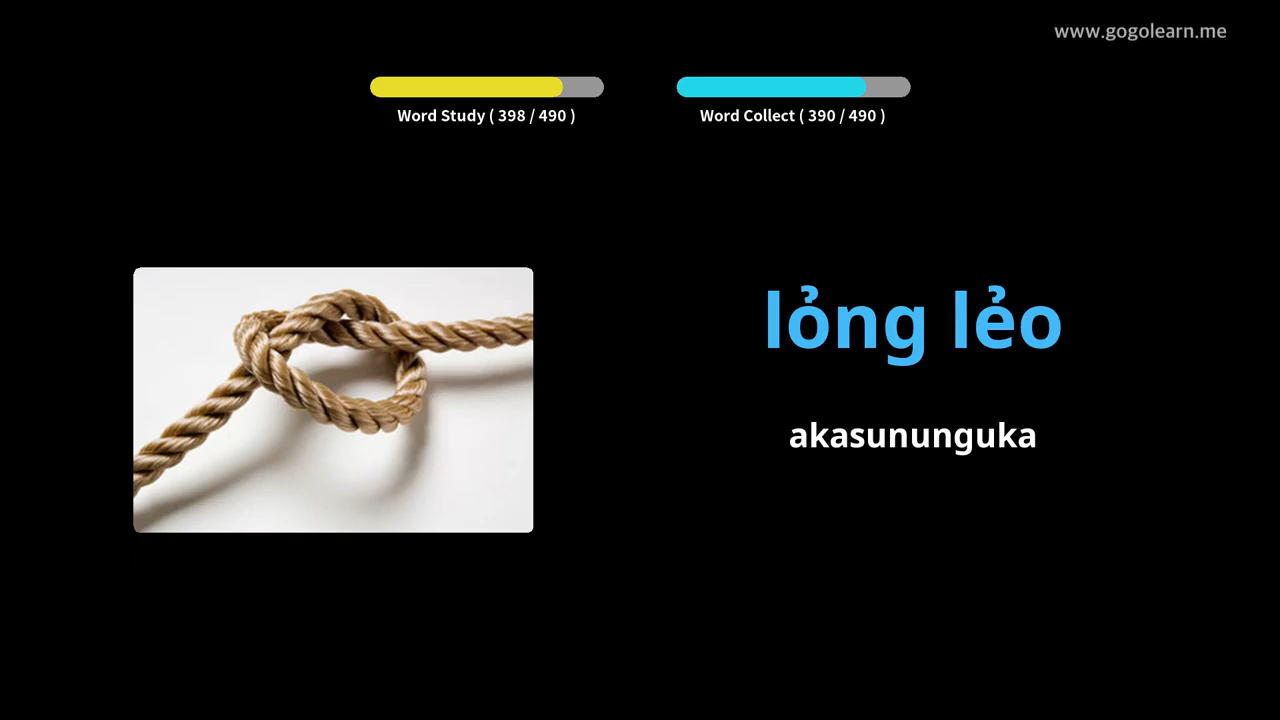 www.gogolearn.me
Word Study ( 398 / 490 )
Word Collect ( 390 / 490 )
lỏng lẻo
akasununguka